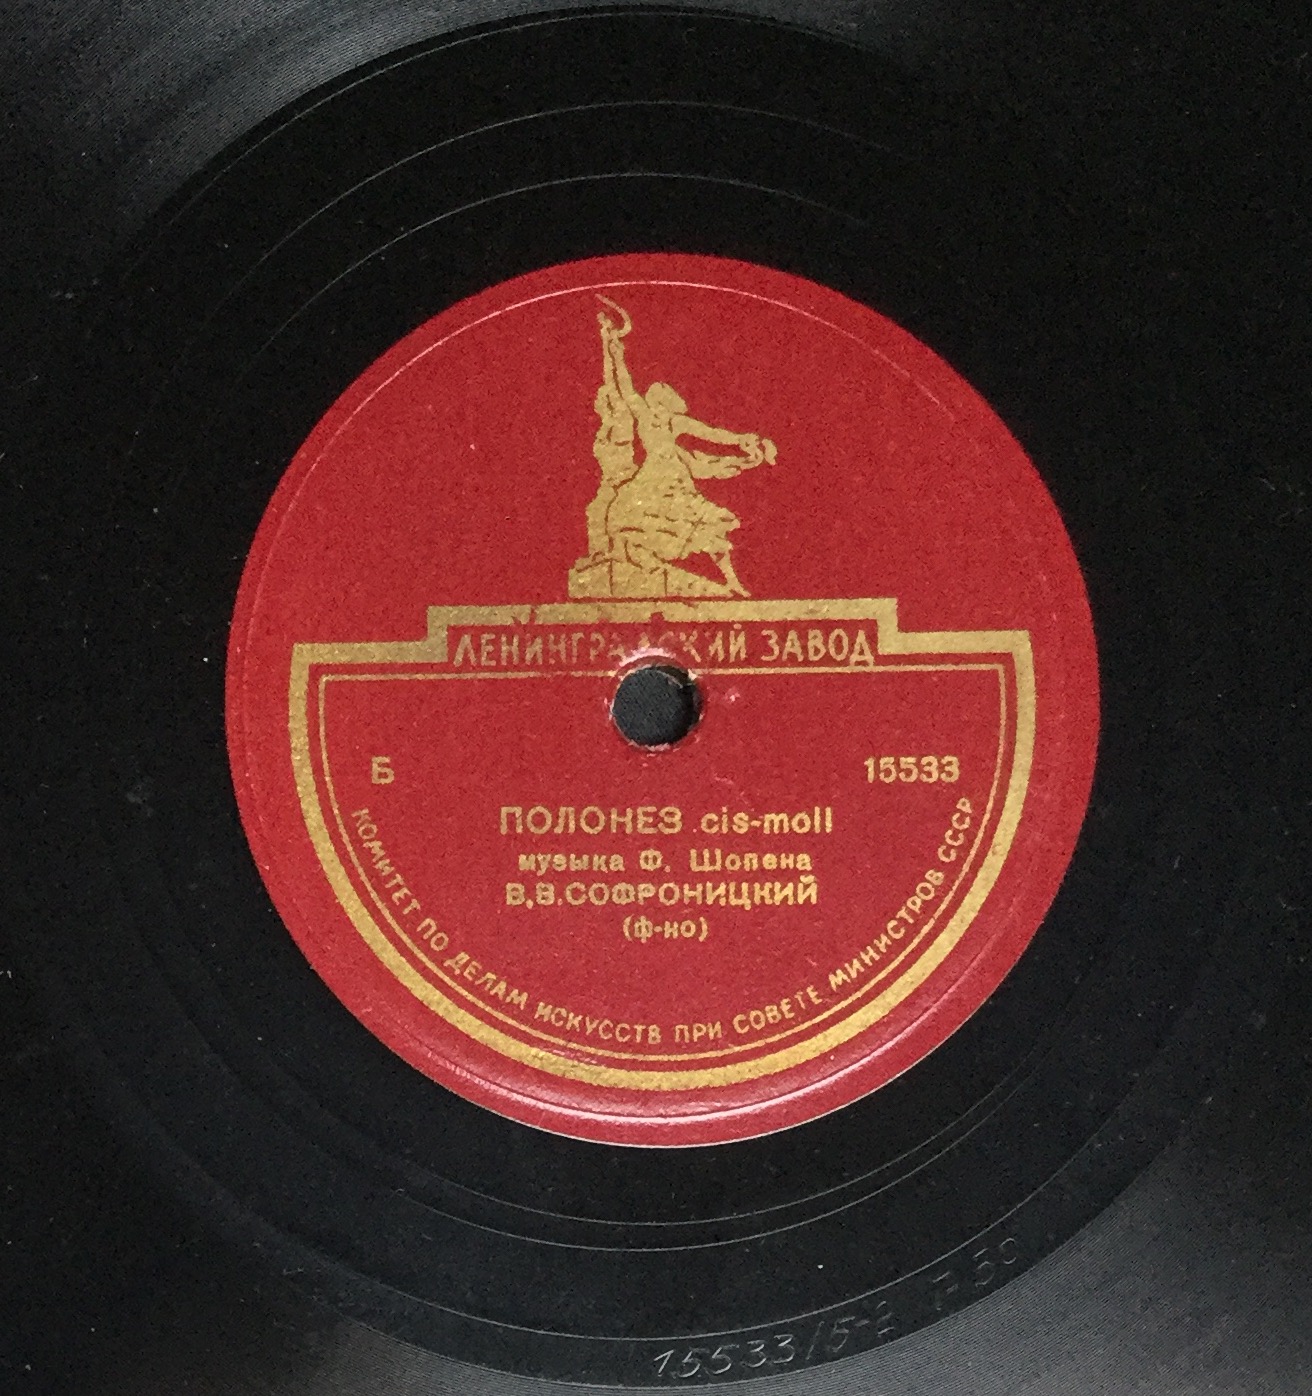 ЛЕНИНГРАДСКИЙ ЗАВОД
Б
15533
ПОЛОНЕЗ cis-moll
музыка Ф. Шопена
В.В.СОФРОНИЦКИЙ
(ф-но)
КОМИТЕТ ПО ДЕЛАМ ИСКУССТВ ПРИ СОВЕТЕ МИНИСТРОВ СССР
15533/5-2